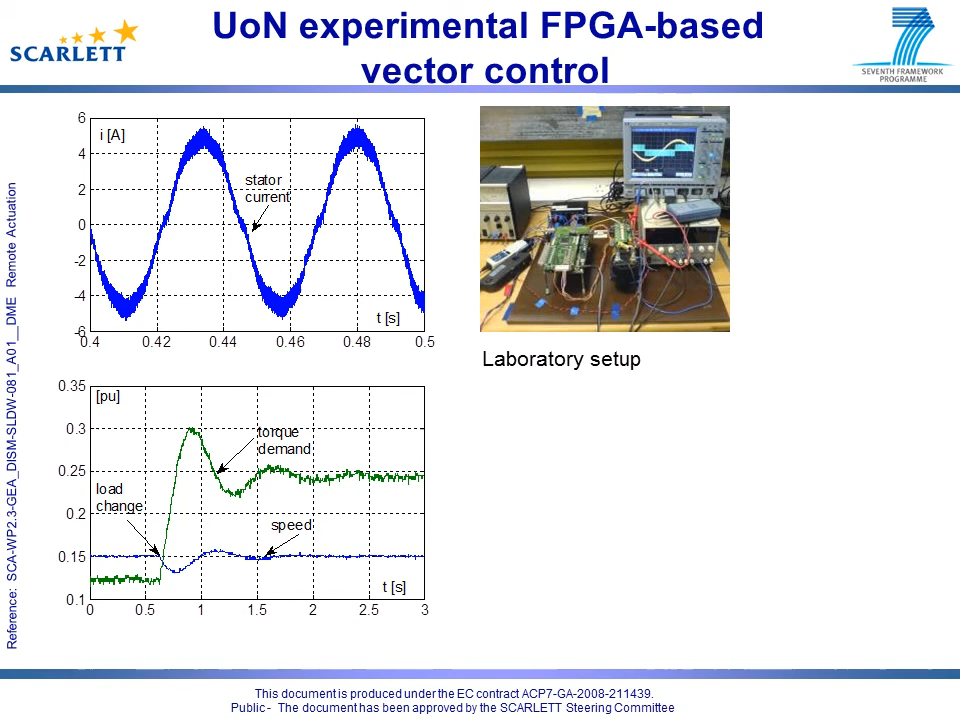 UoN experimental FPGA-based
vector control
SCARLETT
SEVENTH FRAMEWORK
PROGRAMME
Reference: SCA-WP2.3-GEA_DISM-SLDW-081_A01__DME Remote Actuation
6
4
2
0
-2
-4
-6
i [A]
stator
current
t [s]
0.4
0.42
0.44
0.46
0.48
0.5
Laboratory setup
0.35
0.3
0.25
0.2
0.15
0.1
[pu]
torque
demand
load
change
speed
t [s]
0
0.5
1
1.5
2
2.5
3
This document is produced under the EC contract ACP7-GA-2008-211439.
Public - The document has been approved by the SCARLETT Steering Committee